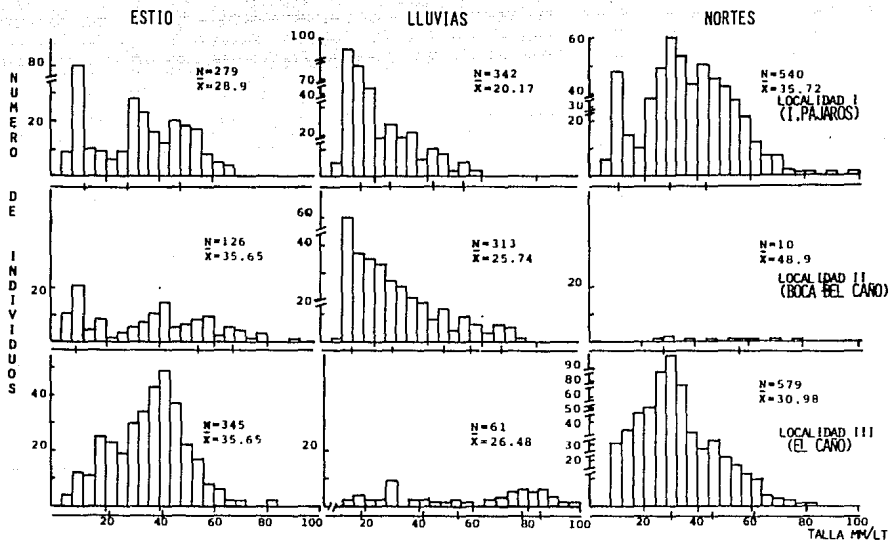 ESTIO LLUVIAS NORTES
NUMERO DE INDIVIDUOS
80
20
N=279
X̄=28.9
100
70
40
20
N=342
X̄=20.17
60
40
30
20
N=540
X̄=35.72
LOCALIDAD I
(I.PAJAROS)
20
N=126
X̄=35.65
60
40
20
N=313
X̄=25.74
20
N=10
X̄=48.9
LOCALIDAD II
(BOCA DEL CAÑO)
40
20
N=345
X̄=35.65
20
N=61
X̄=26.48
90
80
60
50
40
30
20
N=579
X̄=30.98
LOCALIDAD III
(EL CAÑO)
20 40 60 80 100 20 40 60 80 100 20 40 60 80 100
TALLA MM/LT